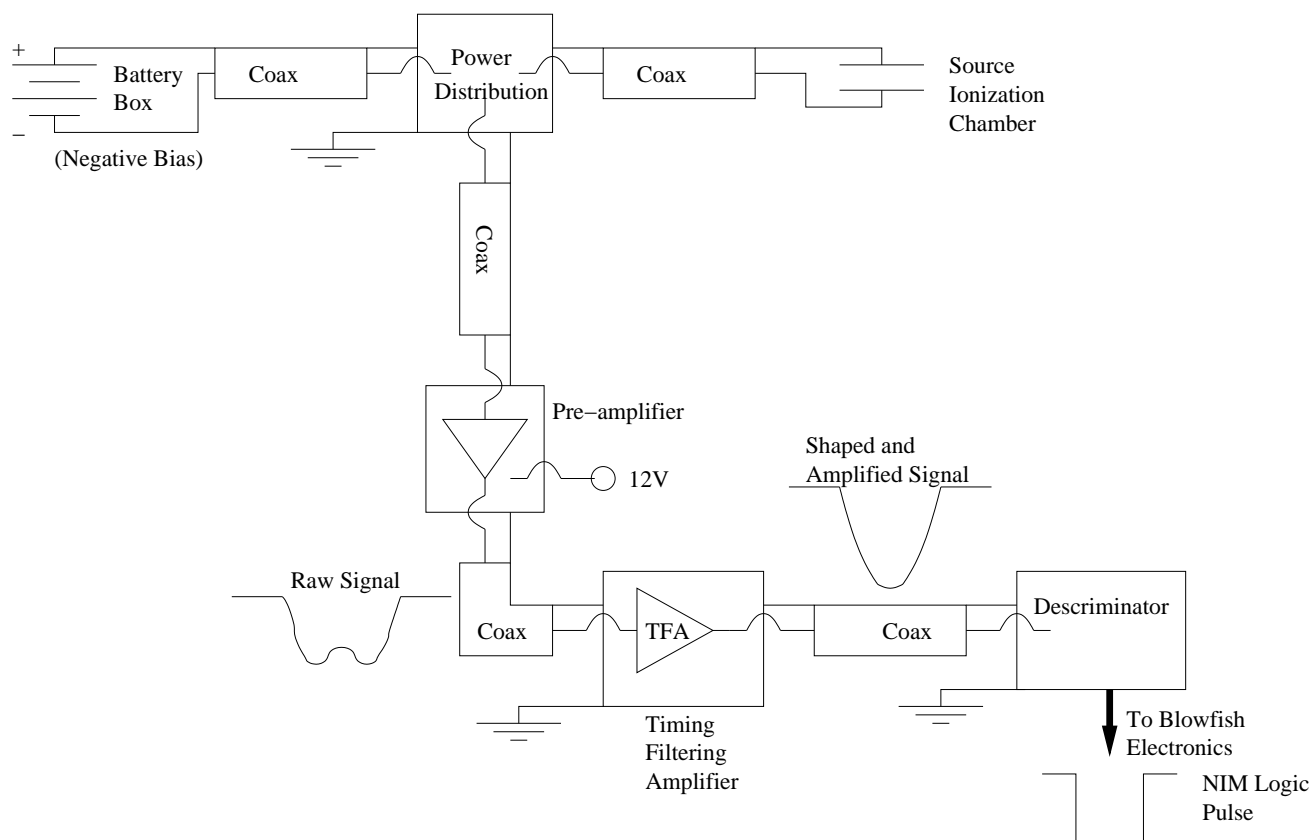 +
Battery
Box
−
(Negative Bias)
Coax
Power
Distribution
Coax
Source
Ionization
Chamber
Coax
Pre−amplifier
12V
Shaped and
Amplified Signal
Raw Signal
Coax
TFA
Coax
Descriminator
Timing
Filtering
Amplifier
To Blowfish
Electronics
NIM Logic
Pulse